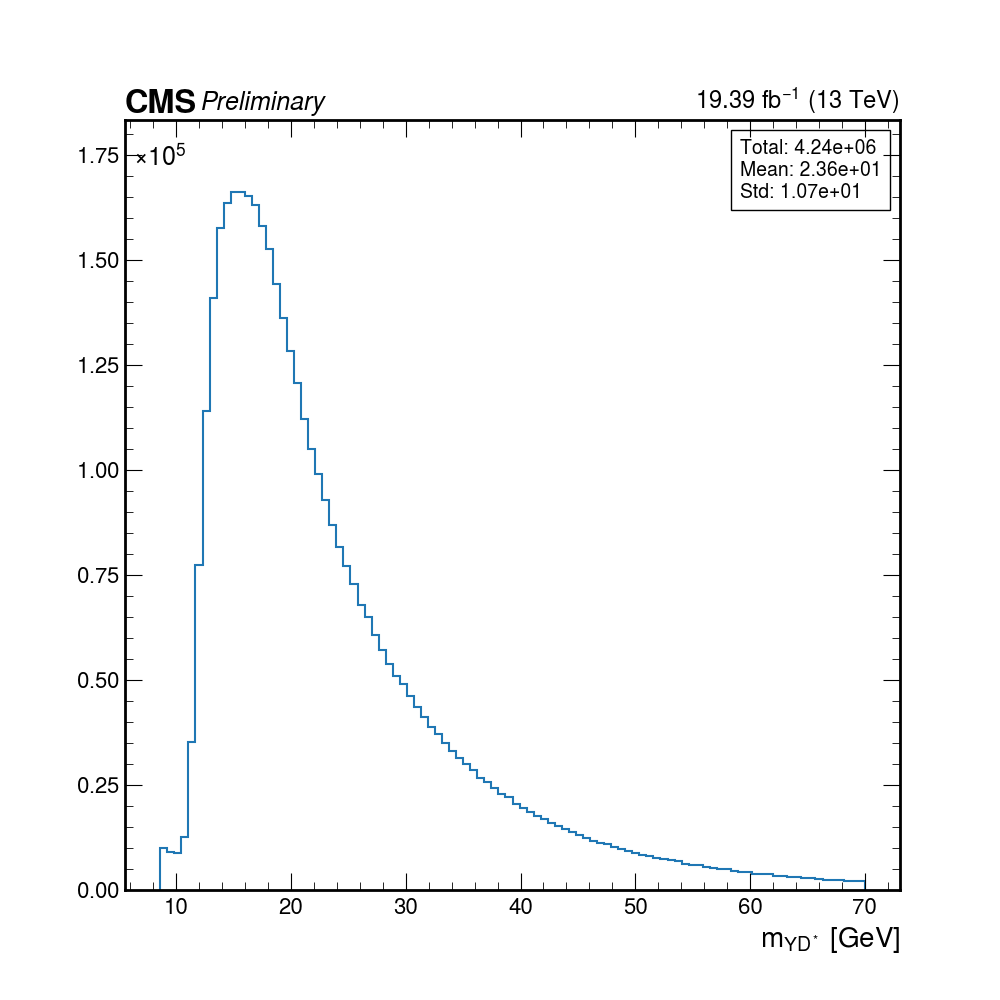 CMS Preliminary 19.39 fb⁻¹ (13 TeV)
×10⁵
Total: 4.24e+06
Mean: 2.36e+01
Std: 1.07e+01
1.75
1.50
1.25
1.00
0.75
0.50
0.25
0.00
10 20 30 40 50 60 70
m_YD* [GeV]